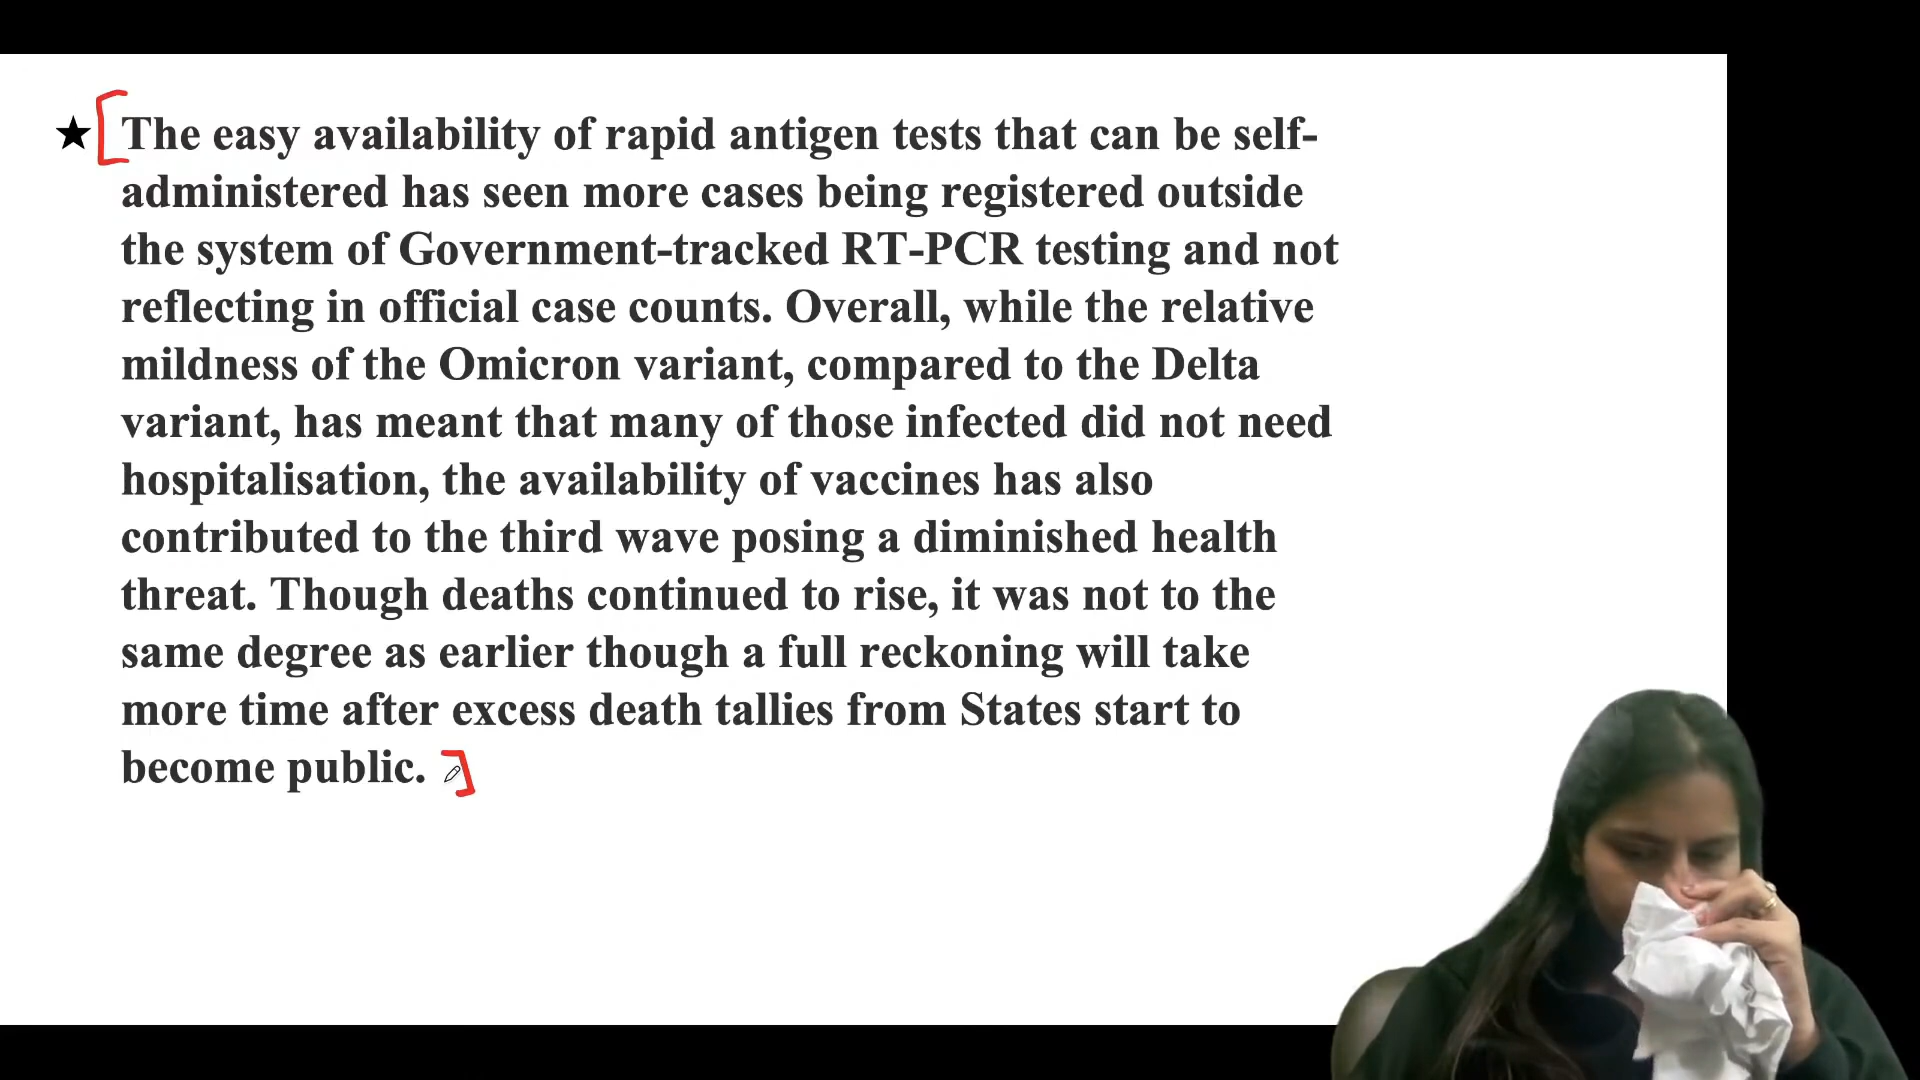 ★ The easy availability of rapid antigen tests that can be self-
administered has seen more cases being registered outside
the system of Government-tracked RT-PCR testing and not
reflecting in official case counts. Overall, while the relative
mildness of the Omicron variant, compared to the Delta
variant, has meant that many of those infected did not need
hospitalisation, the availability of vaccines has also
contributed to the third wave posing a diminished health
threat. Though deaths continued to rise, it was not to the
same degree as earlier though a full reckoning will take
more time after excess death tallies from States start to
become public.